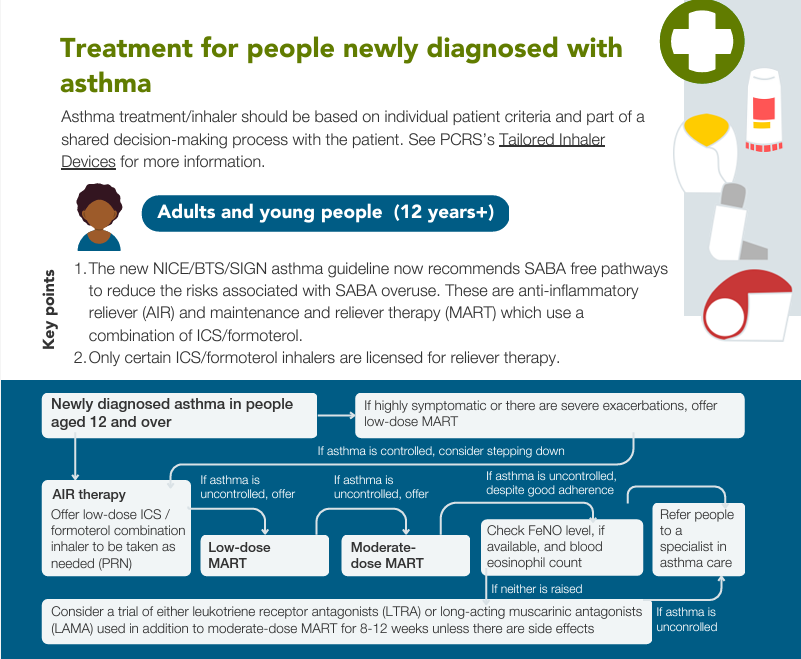 Treatment for people newly diagnosed with
asthma
Asthma treatment/inhaler should be based on individual patient criteria and part of a
shared decision-making process with the patient. See PCRS's Tailored Inhaler
Devices for more information.
Adults and young people (12 years+)
Key points
1. The new NICE/BTS/SIGN asthma guideline now recommends SABA free pathways
to reduce the risks associated with SABA overuse. These are anti-inflammatory
reliever (AIR) and maintenance and reliever therapy (MART) which use a
combination of ICS/formoterol.
2. Only certain ICS/formoterol inhalers are licensed for reliever therapy.
Newly diagnosed asthma in people
aged 12 and over
If highly symptomatic or there are severe exacerbations, offer
low-dose MART
If asthma is controlled, consider stepping down
AIR therapy
Offer low-dose ICS /
formoterol combination
inhaler to be taken as
needed (PRN)
If asthma is
uncontrolled, offer
Low-dose
MART
If asthma is
uncontrolled, offer
Moderate-
dose MART
If asthma is uncontrolled,
despite good adherence
Check FeNO level, if
available, and blood
eosinophil count
Refer people
to a
specialist in
asthma care
If neither is raised
Consider a trial of either leukotriene receptor antagonists (LTRA) or long-acting muscarinic antagonists
(LAMA) used in addition to moderate-dose MART for 8-12 weeks unless there are side effects
If asthma is
unconrolled